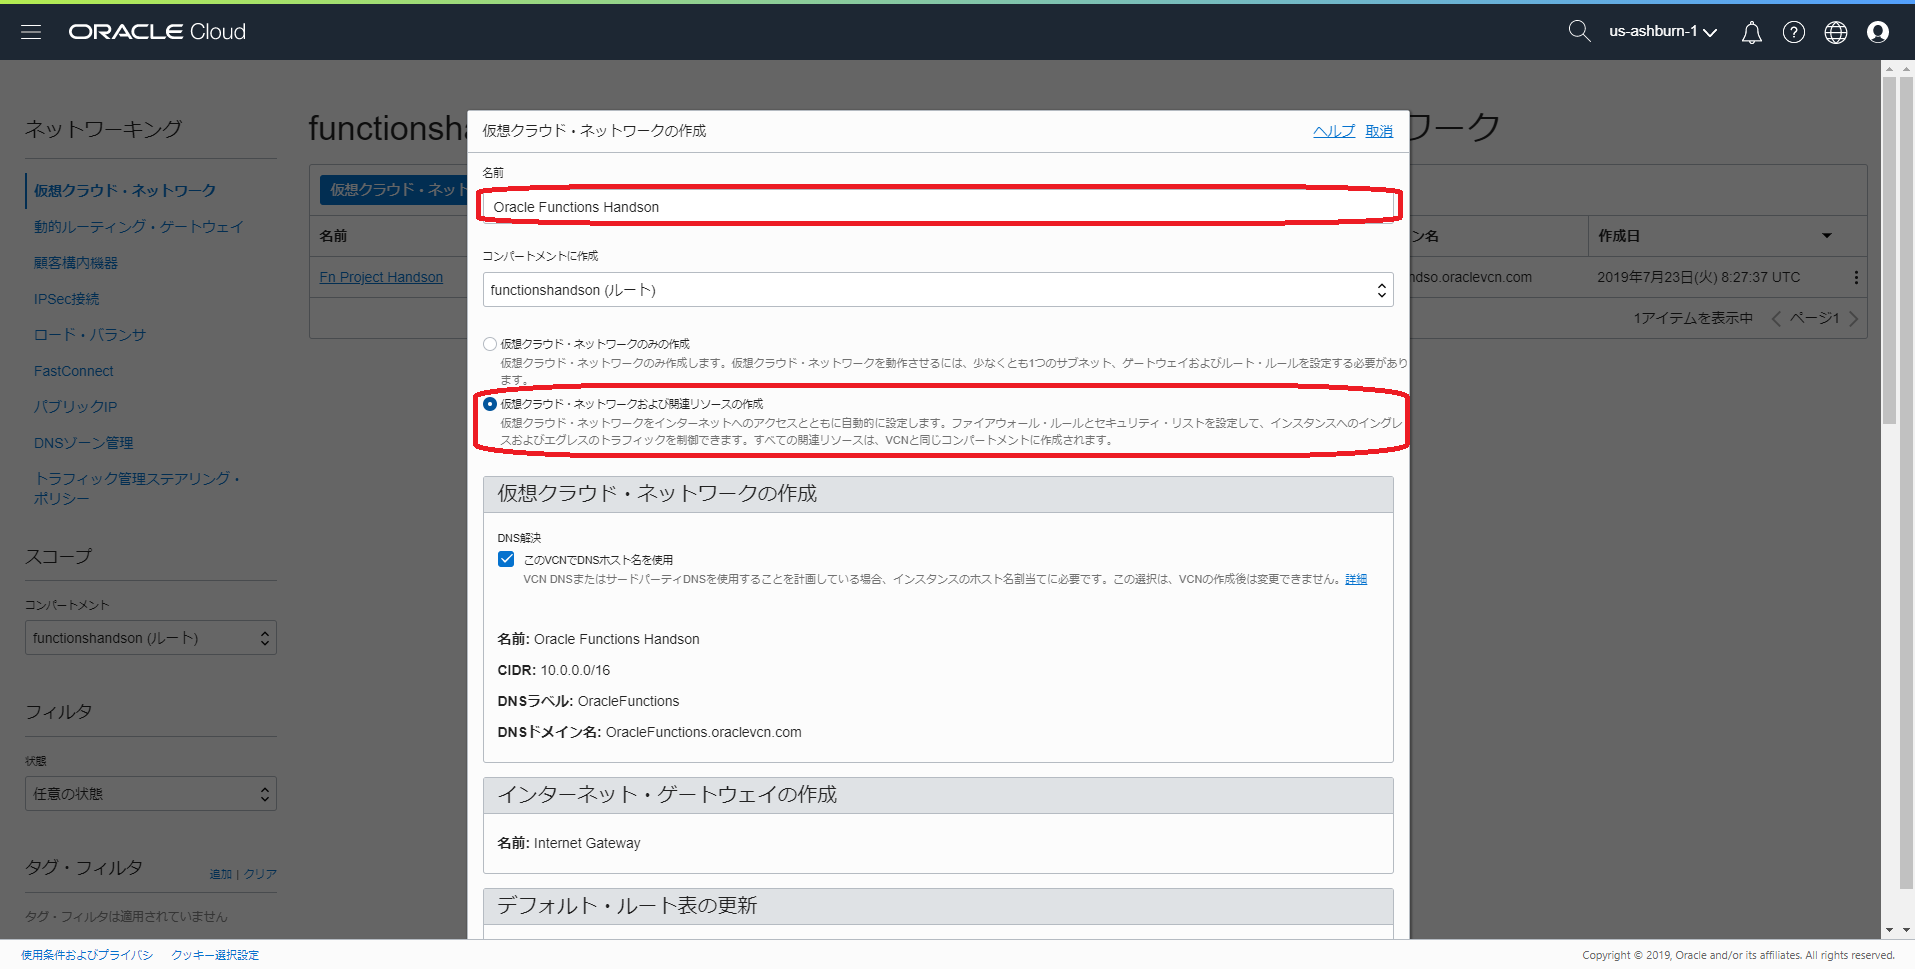 ORACLE Cloud
us-ashburn-1
ネットワーキング
仮想クラウド・ネットワーク
動的ルーティング・ゲートウェイ
顧客構内機器
IPSec接続
ロード・バランサ
FastConnect
パブリックIP
DNSゾーン管理
トラフィック管理ステアリング・
ポリシー
スコープ
コンパートメント
functionshandson (ルート)
フィルタ
状態
任意の状態
タグ・フィルタ
追加 | クリア
タグ・フィルタは適用されていません
functionsha
ワーク
仮想クラウド・ネット
名前
ン名
作成日
Fn Project Handson
ndso.oraclevcn.com
2019年7月23日(火) 8:27:37 UTC
1アイテムを表示中
ページ1
仮想クラウド・ネットワークの作成
ヘルプ 取消
名前
Oracle Functions Handson
コンパートメントに作成
functionshandson (ルート)
仮想クラウド・ネットワークのみの作成
仮想クラウド・ネットワークのみ作成します。仮想クラウド・ネットワークを動作させるには、少なくとも1つのサブネット、ゲートウェイおよびルート・ルールを設定する必要があり
ます。
仮想クラウド・ネットワークおよび関連リソースの作成
仮想クラウド・ネットワークをインターネットへのアクセスとともに自動的に設定します。ファイアウォール・ルールとセキュリティ・リストを設定して、インスタンスへのイングレ
スおよびエグレスのトラフィックを制御できます。すべての関連リソースは、VCNと同じコンパートメントに作成されます。
仮想クラウド・ネットワークの作成
DNS解決
このVCNでDNSホスト名を使用
VCN DNSまたはサードパーティDNSを使用することを計画している場合、インスタンスのホスト名割当てに必要です。この選択は、VCNの作成後は変更できません。詳細
名前: Oracle Functions Handson
CIDR: 10.0.0.0/16
DNSラベル: OracleFunctions
DNSドメイン名: OracleFunctions.oraclevcn.com
インターネット・ゲートウェイの作成
名前: Internet Gateway
デフォルト・ルート表の更新
使用条件およびプライバシ
クッキー選択設定
Copyright © 2019, Oracle and/or its affiliates. All rights reserved.